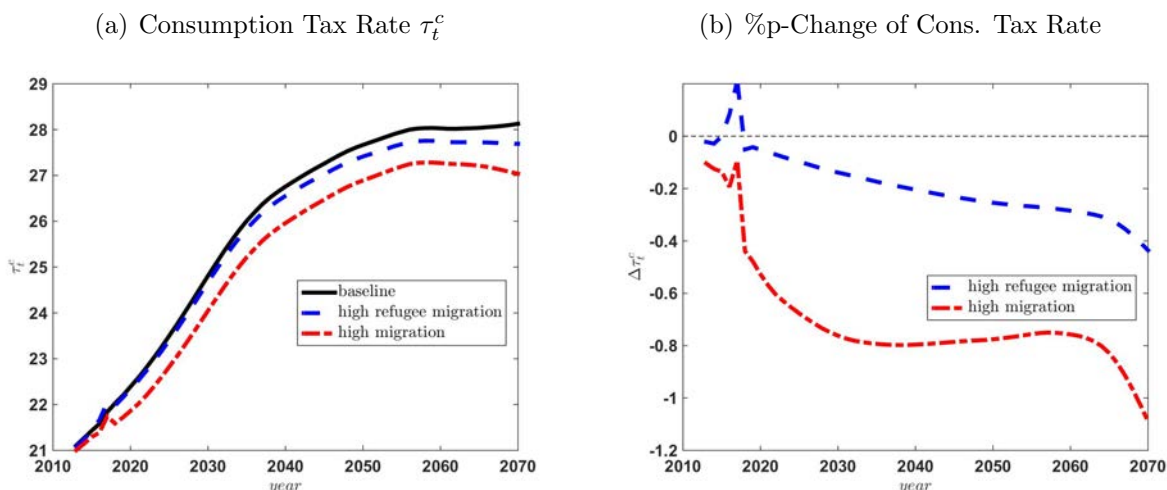 (a) Consumption Tax Rate τ_t^c
29
28
27
26
25
24
23
22
21
τ_t^c
baseline
high refugee migration
high migration
2010 2020 2030 2040 2050 2060 2070
year
(b) %p-Change of Cons. Tax Rate
0
-0.2
-0.4
-0.6
-0.8
-1
-1.2
Δτ_t^c
high refugee migration
high migration
2010 2020 2030 2040 2050 2060 2070
year